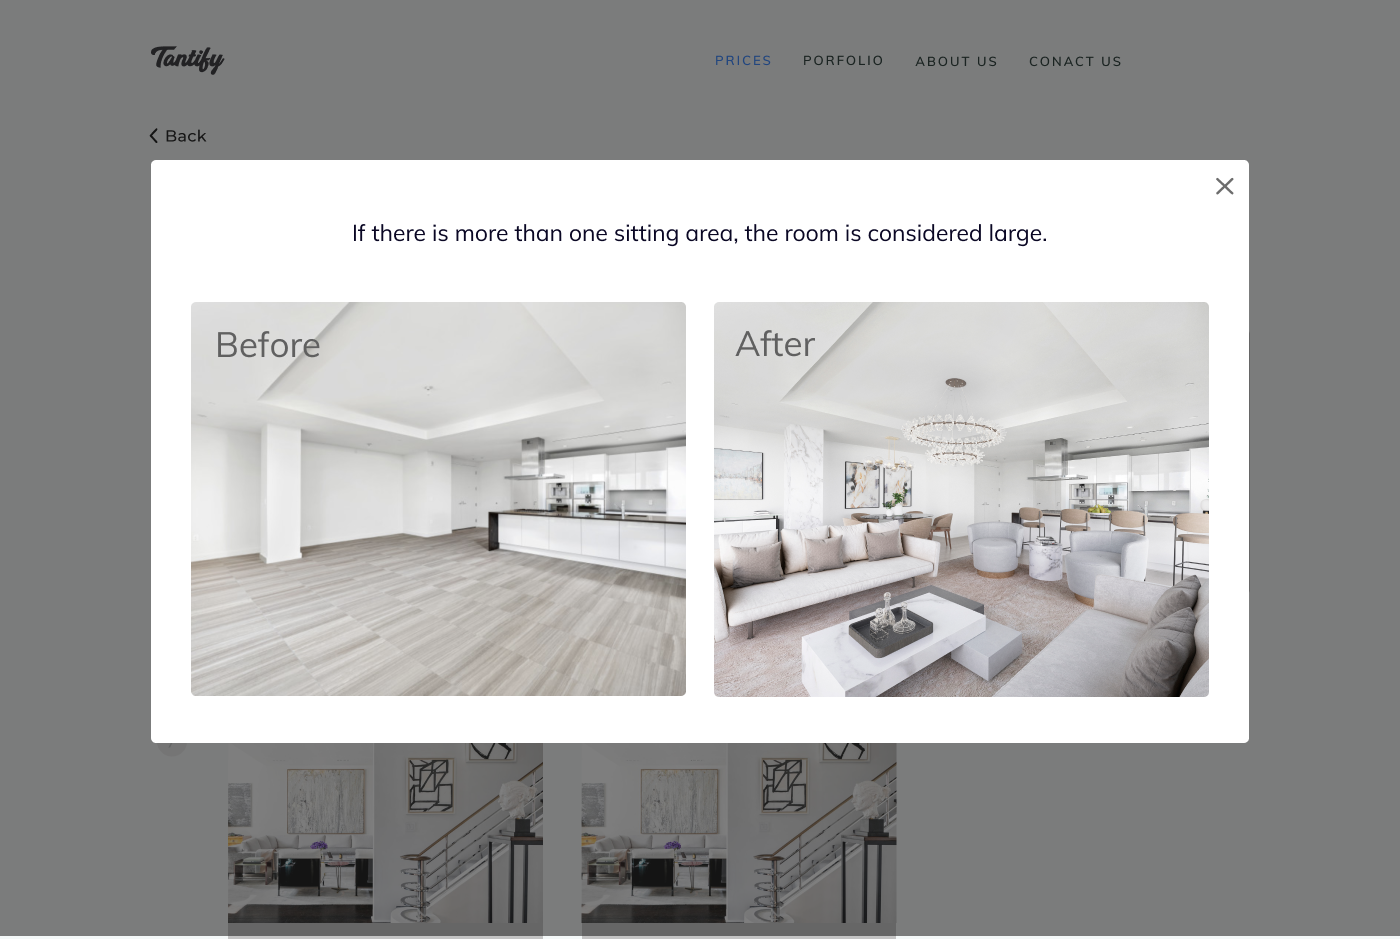 Tantify
PRICES
PORFOLIO
ABOUT US
CONACT US
Back
If there is more than one sitting area, the room is considered large.
Before
After